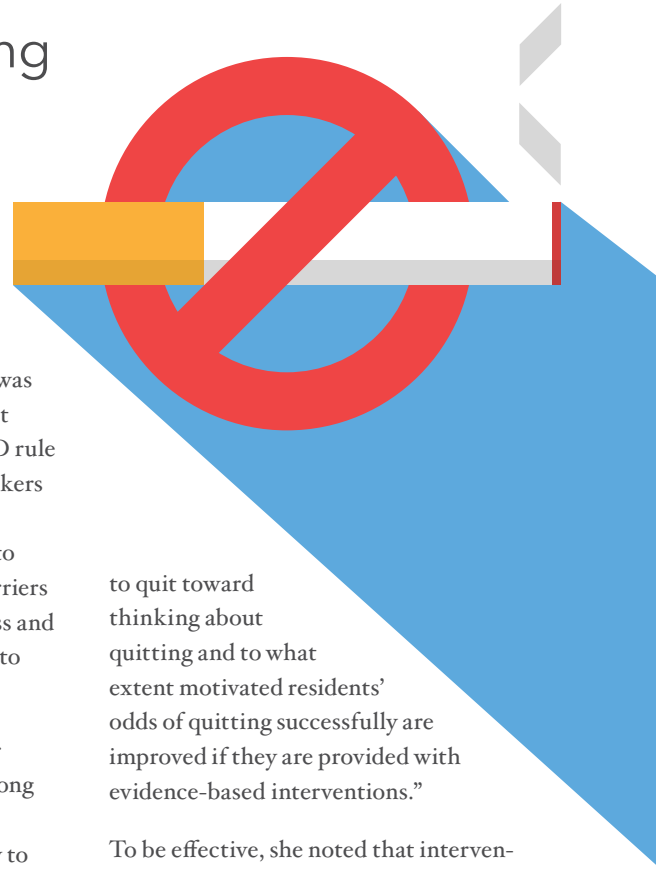 ng
was
t
rule
kers
to
riers
ss and
to
ong
to
to quit toward
thinking about
quitting and to what
extent motivated residents’
odds of quitting successfully are
improved if they are provided with
evidence-based interventions.”
To be effective, she noted that interven-